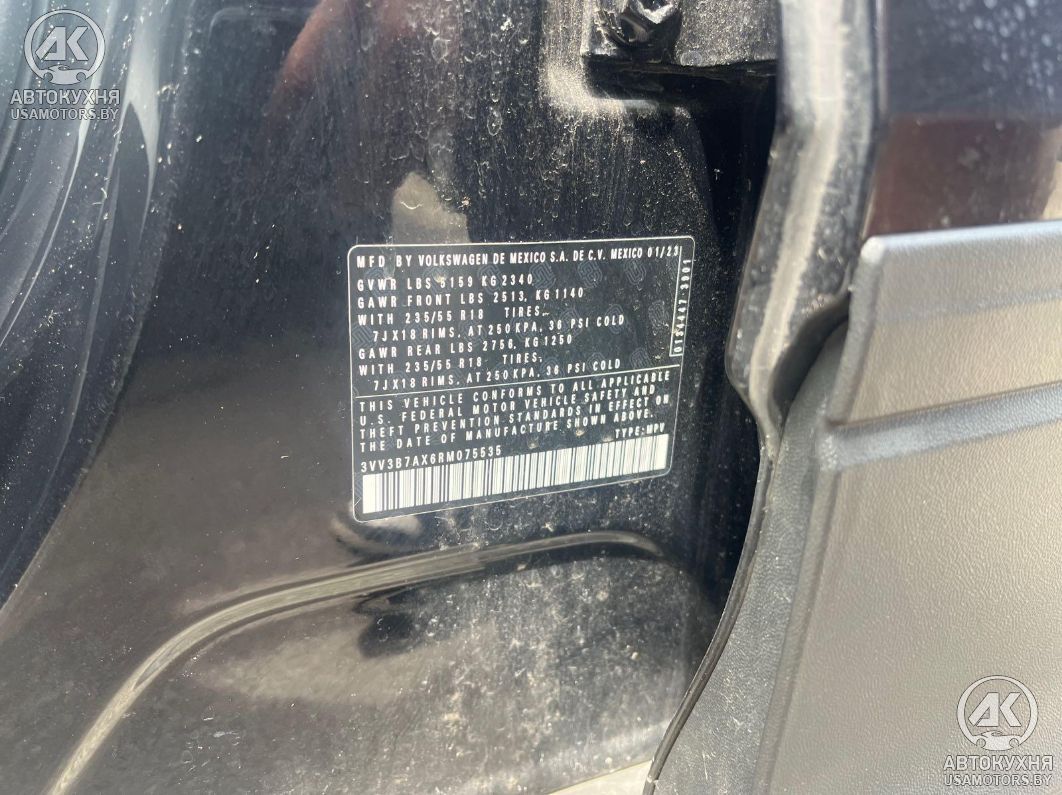 АК
АВТОКУХНЯ
USAMOTORS.BY
MFD BY VOLKSWAGEN DE MEXICO S.A. DE C.V. MEXICO 01/23
GVWR LBS 5159 KG 2340
GAWR FRONT LBS 2513, KG 1140
WITH 235/55 R18 TIRES,
7JX18 RIMS, AT 250 KPA, 36 PSI COLD
GAWR REAR LBS 2756, KG 1250
WITH 235/55 R18 TIRES,
7JX18 RIMS, AT 250 KPA, 36 PSI COLD
THIS VEHICLE CONFORMS TO ALL APPLICABLE
U.S. FEDERAL MOTOR VEHICLE SAFETY AND
THEFT PREVENTION STANDARDS IN EFFECT ON
THE DATE OF MANUFACTURE SHOWN ABOVE.
3VV3B7AX6RM075535 TYPE: MPV
АК
АВТОКУХНЯ
USAMOTORS.BY